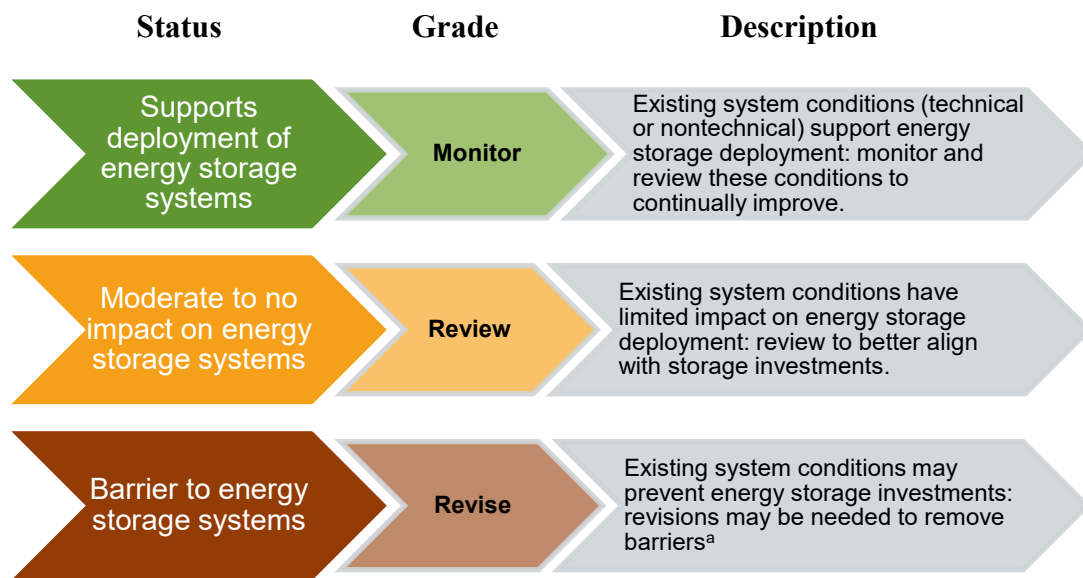 Status Grade Description
Supports
deployment of
energy storage
systems
Monitor
Existing system conditions (technical
or nontechnical) support energy
storage deployment: monitor and
review these conditions to
continually improve.
Moderate to no
impact on energy
storage systems
Review
Existing system conditions have
limited impact on energy storage
deployment: review to better align
with storage investments.
Barrier to energy
storage systems
Revise
Existing system conditions may
prevent energy storage investments:
revisions may be needed to remove
barriersᵃ